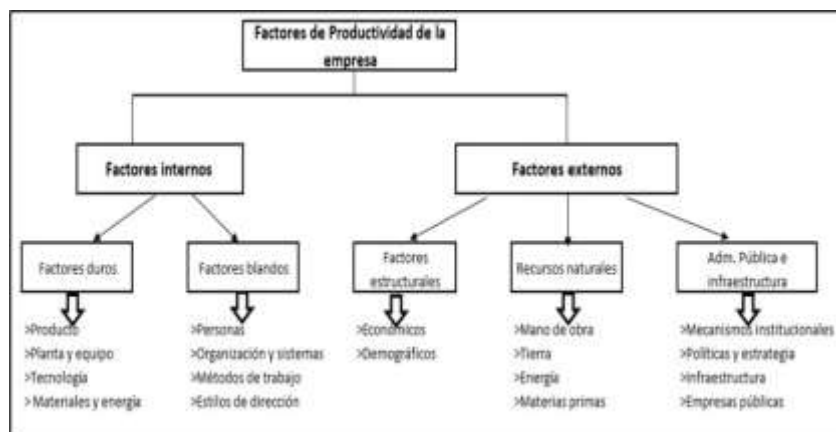 Factores de Productividad de la
empresa
Factores internos
Factores externos
Factores duros
Factores blandos
Factores
estructurales
Recursos naturales
Adm. Pública e
infraestructura
>Producto
>Planta y equipo
>Tecnología
> Materiales y energía
>Personas
>Organización y sistemas
>Métodos de trabajo
>Estilos de dirección
>Económicos
>Demográficos
>Mano de obra
>Tierra
>Energía
>Materias primas
>Mecanismos institucionales
>Políticas y estrategia
>Infraestructura
>Empresas públicas